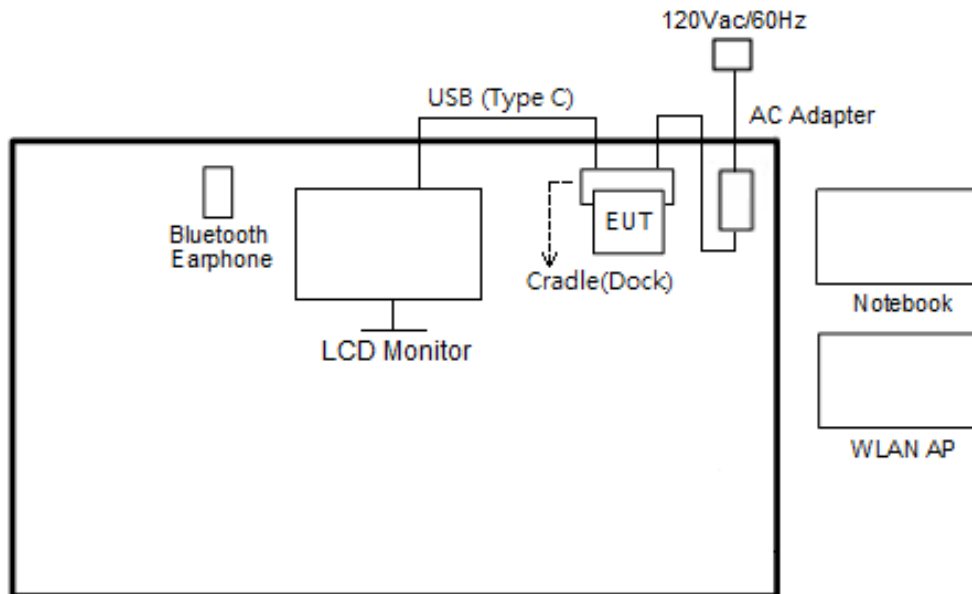 120Vac/60Hz
USB (Type C)
AC Adapter
EUT
Bluetooth
Earphone
Cradle(Dock)
Notebook
LCD Monitor
WLAN AP